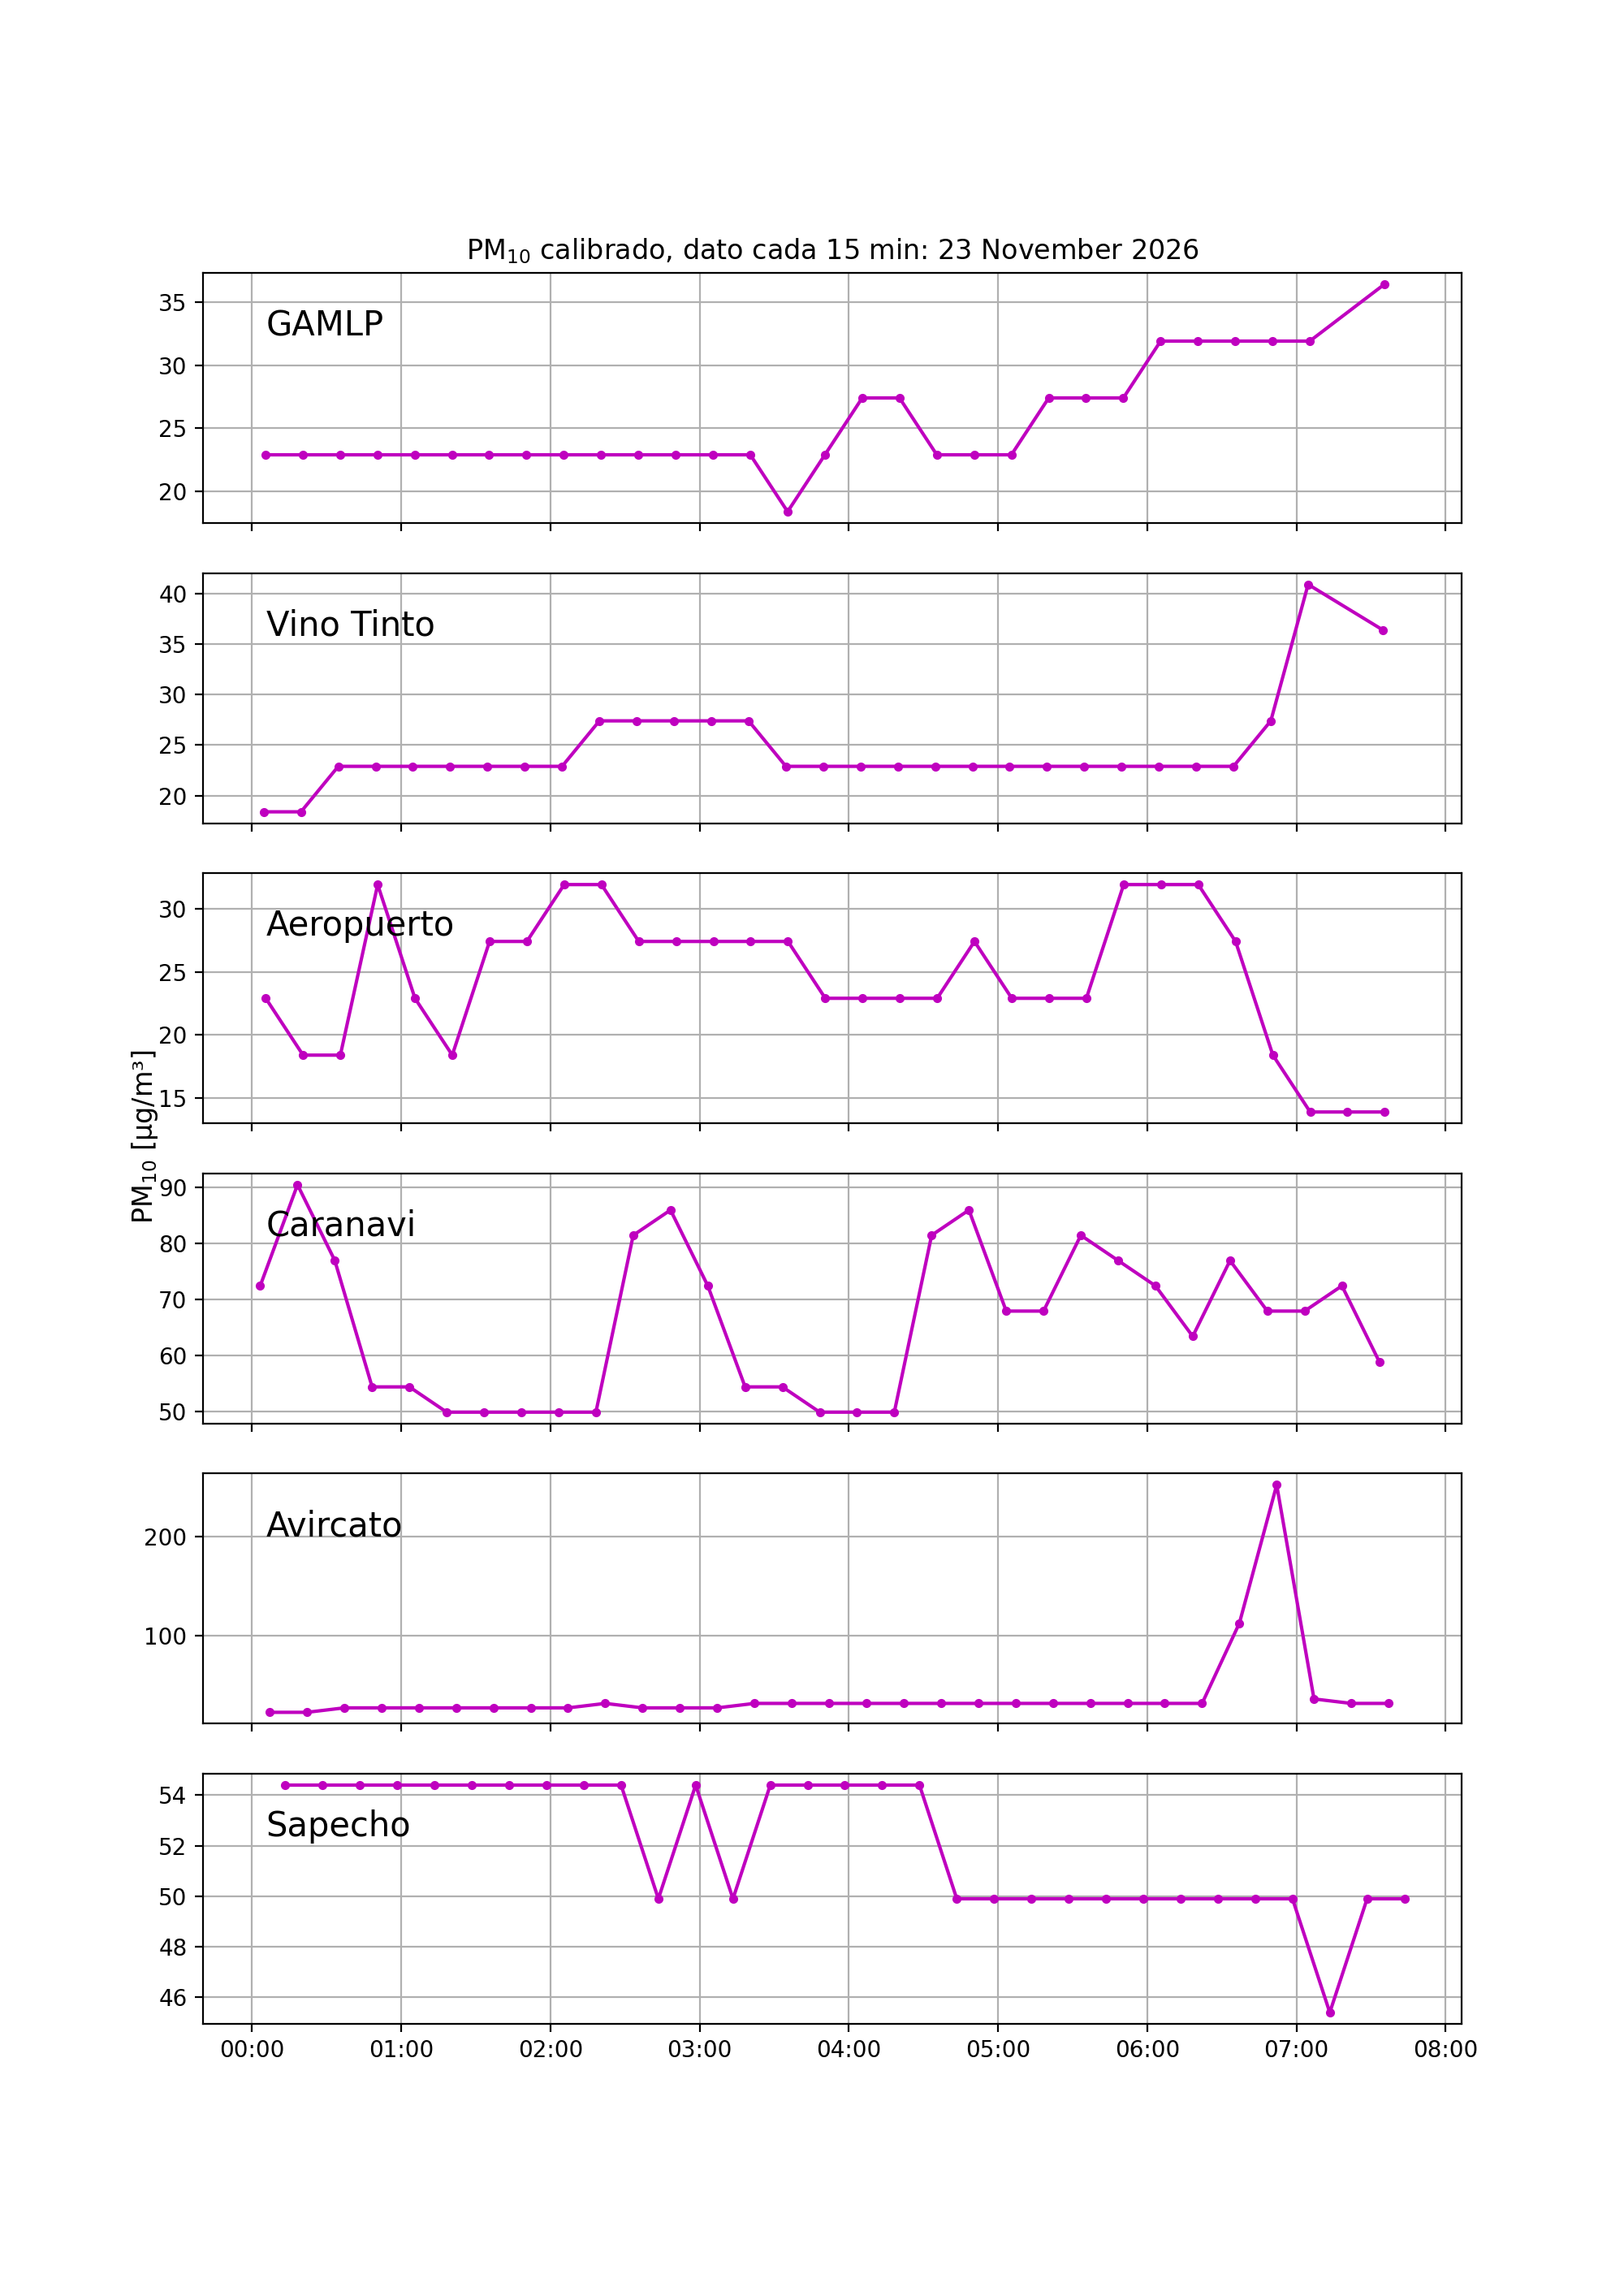 PM₁₀ calibrado, dato cada 15 min: 23 November 2026
35
GAMLP
30
25
20
40
Vino Tinto
35
30
25
20
30
Aeropuerto
25
20
15
PM₁₀ [µg/m³]
90
Caranavi
80
70
60
50
Avircato
200
100
54
Sapecho
52
50
48
46
00:00 01:00 02:00 03:00 04:00 05:00 06:00 07:00 08:00